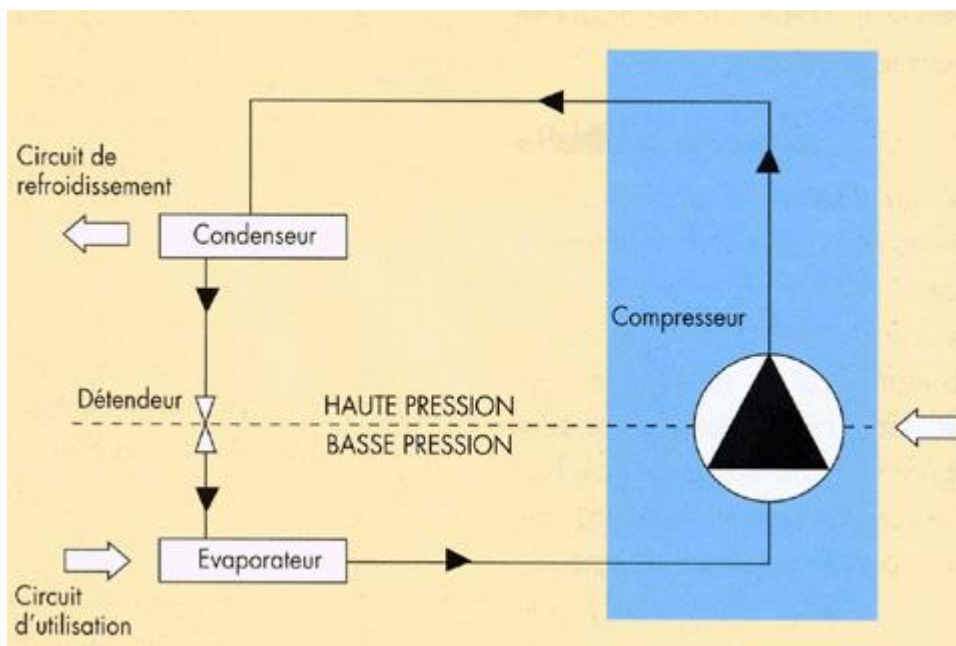 Circuit de
refroidissement
Condenseur
Compresseur
Détendeur
HAUTE PRESSION
BASSE PRESSION
Evaporateur
Circuit
d'utilisation